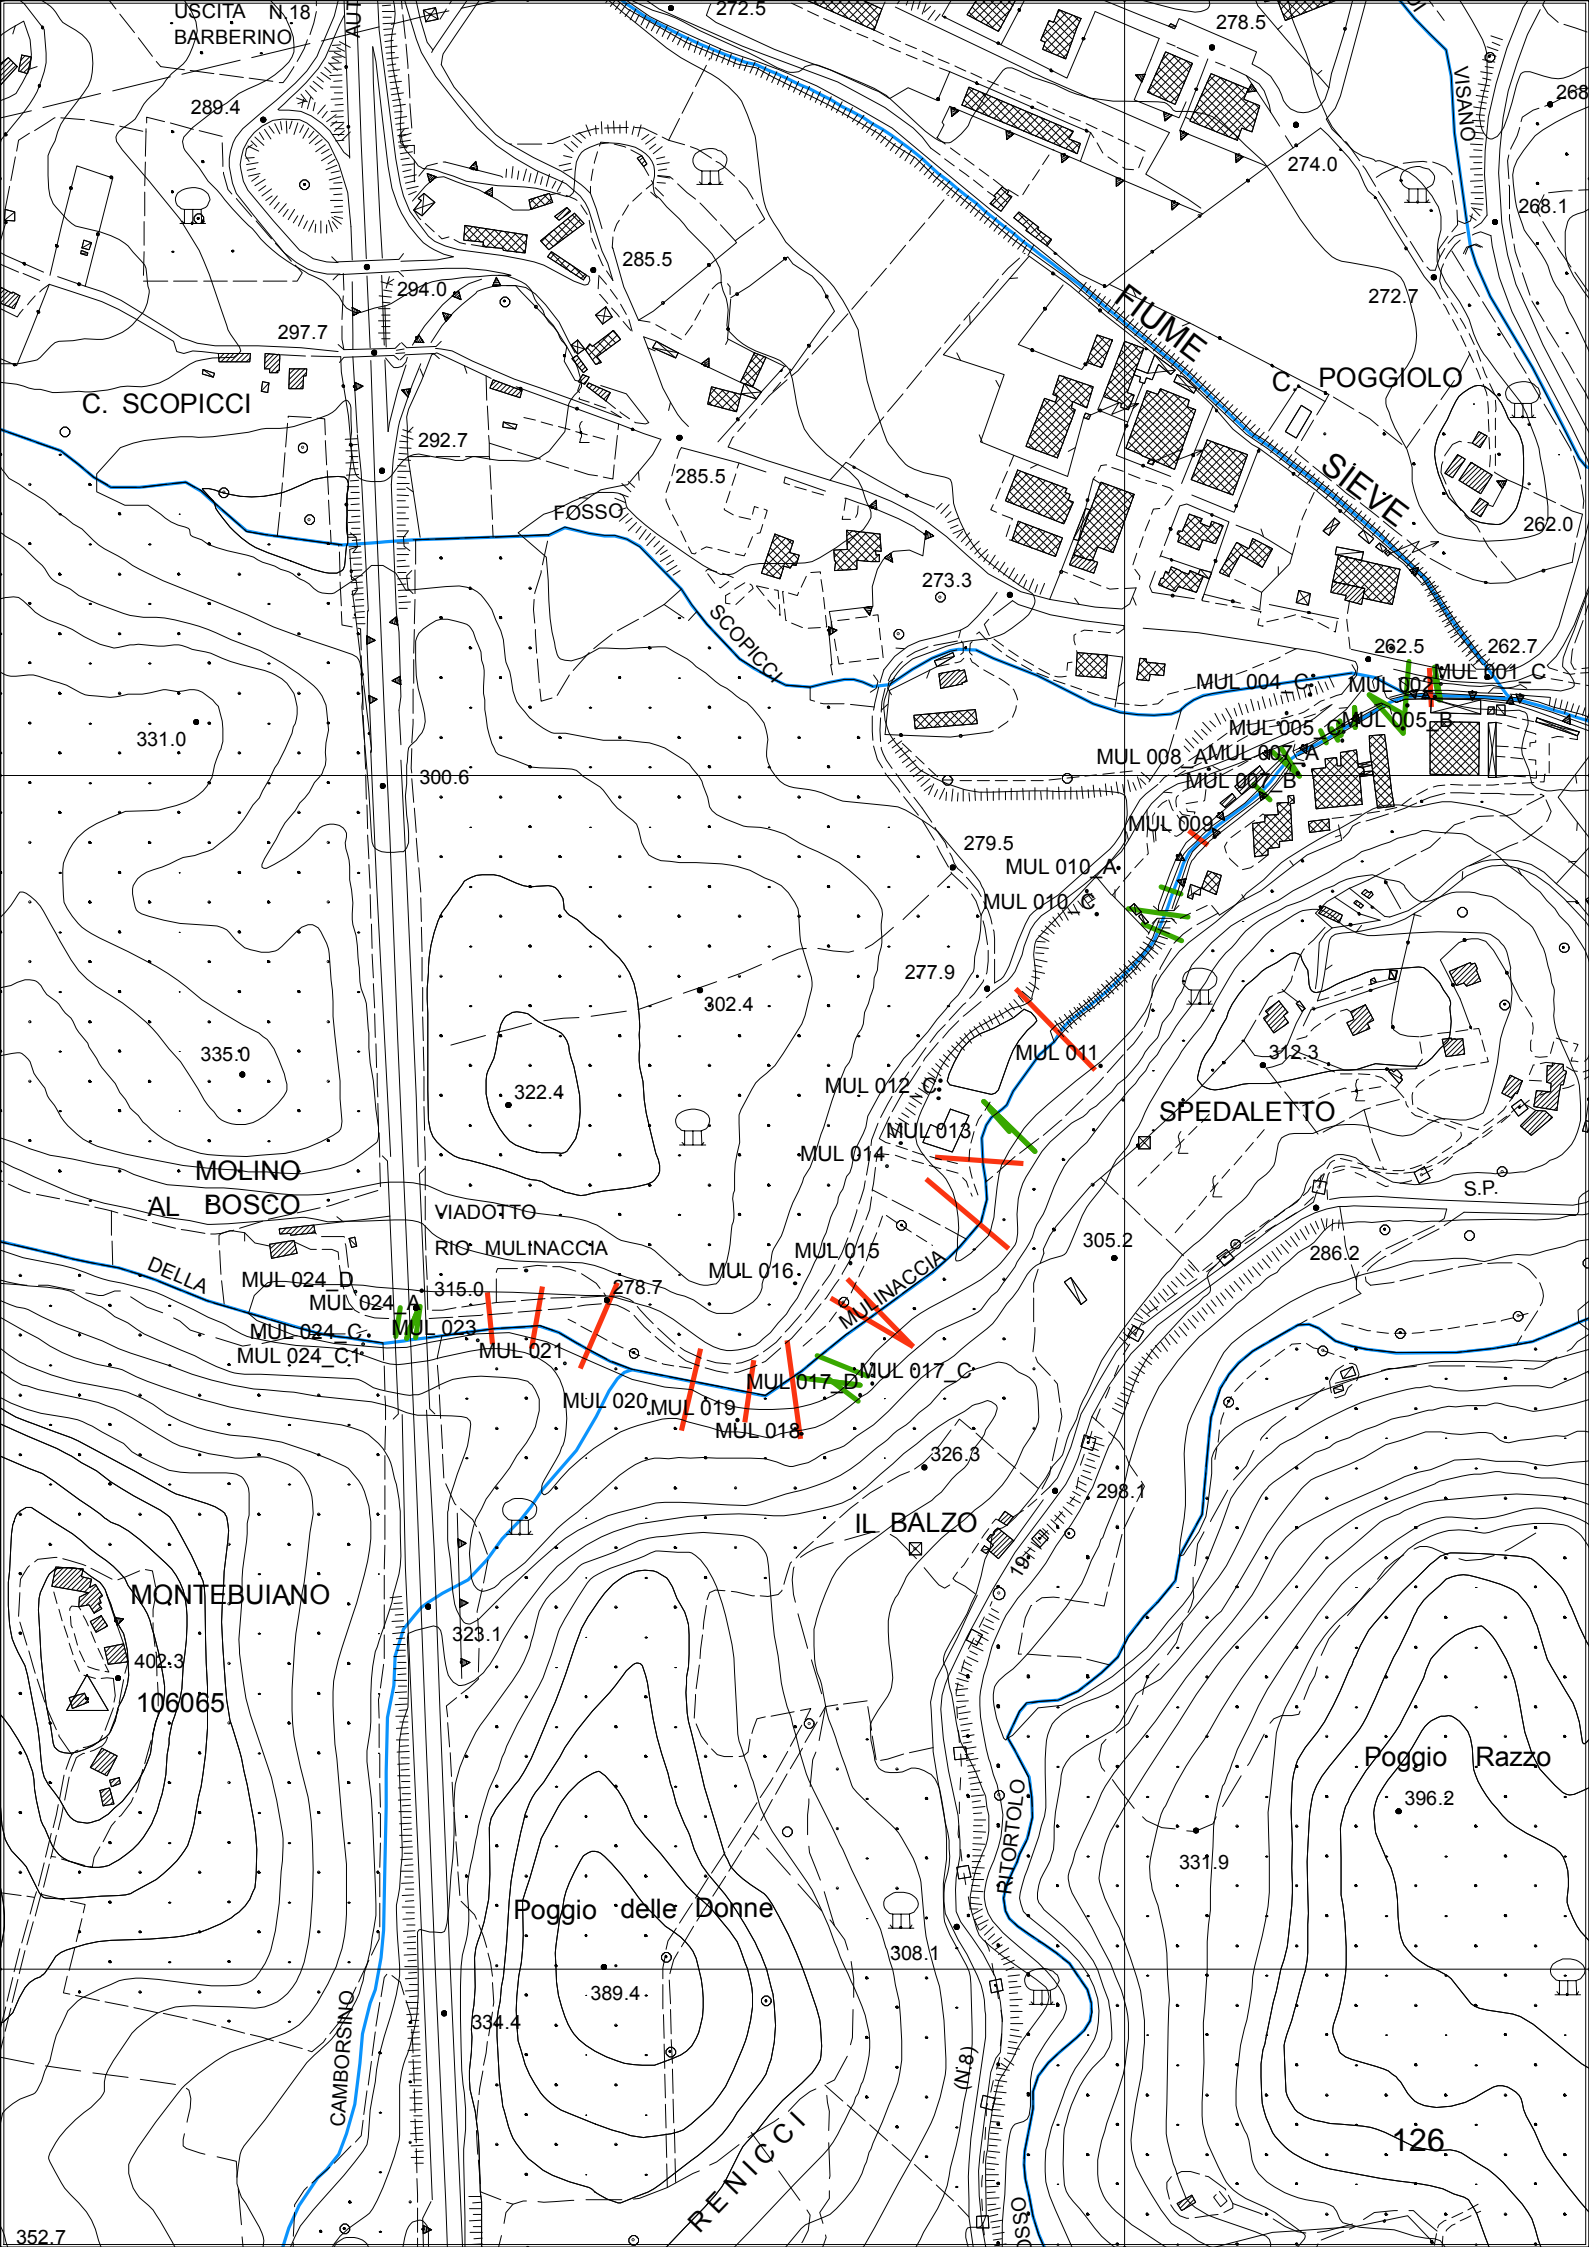 USCITA N.18
BARBERINO
AUT
272.5
278.5
VISANO
268
289.4
274.0
268.1
285.5
294.0
272.7
297.7
FIUME
C. POGGIOLO
C. SCOPICCI
292.7
285.5
SIEVE
FOSSO
262.0
273.3
SCOPICCI
262.5
262.7
MUL 001_C
MUL 004_C
MUL 002
MUL 005_C
MUL 005_B
331.0
MUL 008_A
MUL 007_A
300.6
MUL 007_B
MUL 009
279.5
MUL 010_A
MUL 010_C
277.9
302.4
335.0
MUL 011
312.3
322.4
MUL 012_C
SPEDALETTO
MUL 013
MUL 014
MOLINO
AL BOSCO
S.P.
VIADOTTO
RIO MULINACCIA
MUL 015
305.2
286.2
DELLA
MUL 016
MULINACCIA
MUL 024_D
315.0
278.7
MUL 024_A
MUL 024_C
MUL 023
MUL 024_C1
MUL 021
MUL 017_D
MUL 017_C
MUL 020
MUL 019
MUL 018
326.3
298.1
IL BALZO
19
MONTEBUIANO
323.1
402.3
106065
Poggio Razzo
396.2
RITORTOLO
331.9
Poggio delle Donne
308.1
389.4
334.4
CAMBORSINO
(N.8)
RENICCI
126
OSSO
352.7